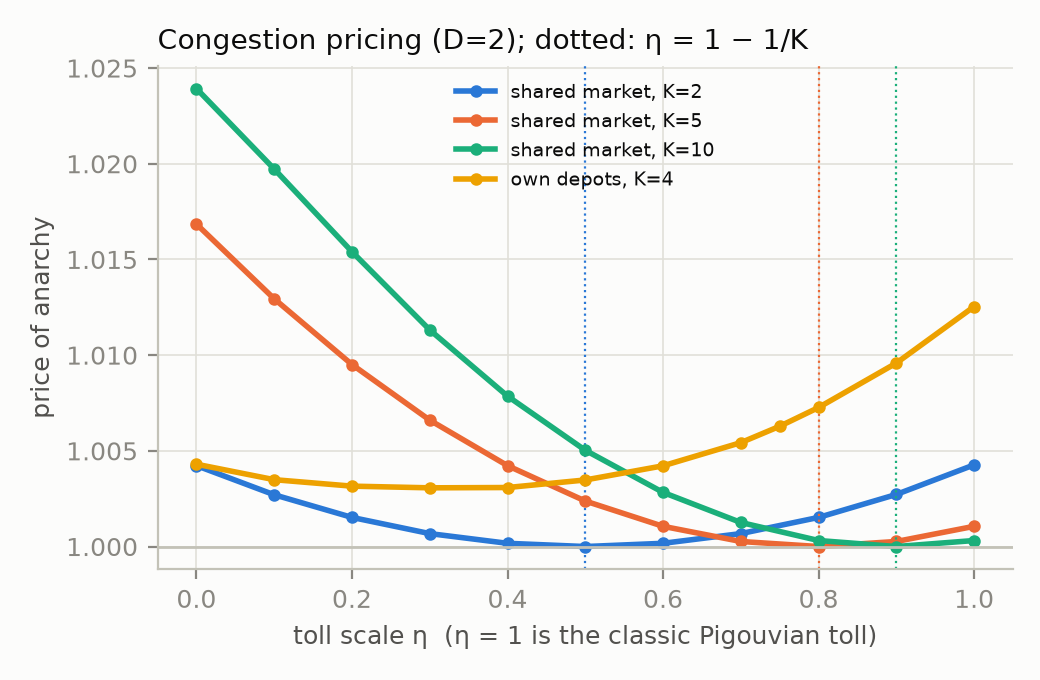 Congestion pricing (D=2); dotted: η = 1 − 1/K
1.025
1.020
1.015
1.010
1.005
1.000
price of anarchy
shared market, K=2
shared market, K=5
shared market, K=10
own depots, K=4
0.0 0.2 0.4 0.6 0.8 1.0
toll scale η (η = 1 is the classic Pigouvian toll)